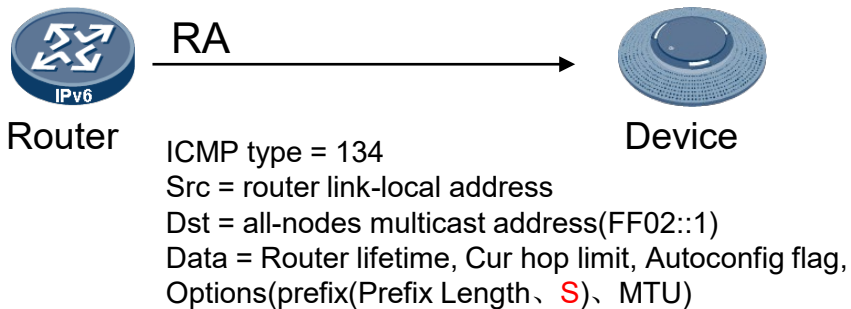 RA
IPv6
Router
Device
ICMP type = 134
Src = router link-local address
Dst = all-nodes multicast address(FF02::1)
Data = Router lifetime, Cur hop limit, Autoconfig flag,
Options(prefix(Prefix Length、S)、MTU)